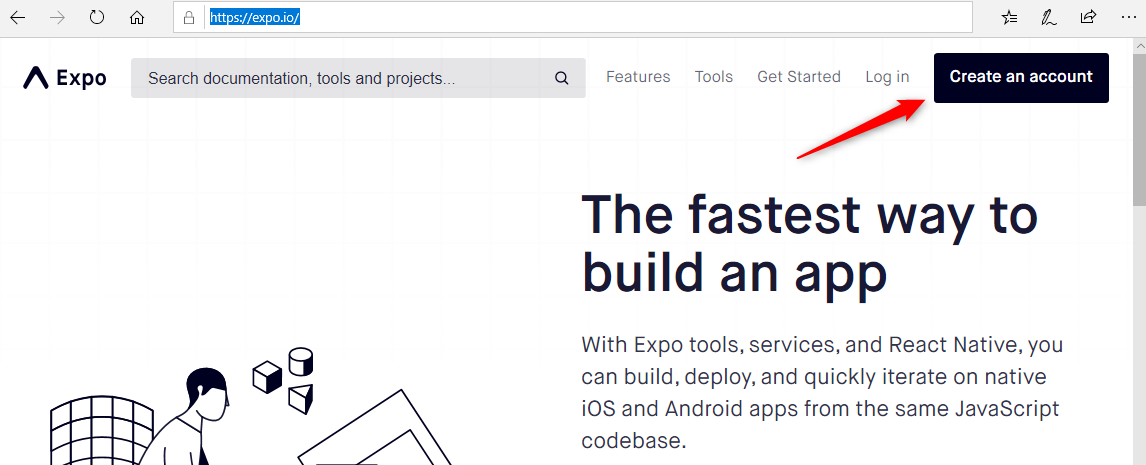 https://expo.io/
Expo
Search documentation, tools and projects...
Features
Tools
Get Started
Log in
Create an account
The fastest way to
build an app
With Expo tools, services, and React Native, you
can build, deploy, and quickly iterate on native
iOS and Android apps from the same JavaScript
codebase.